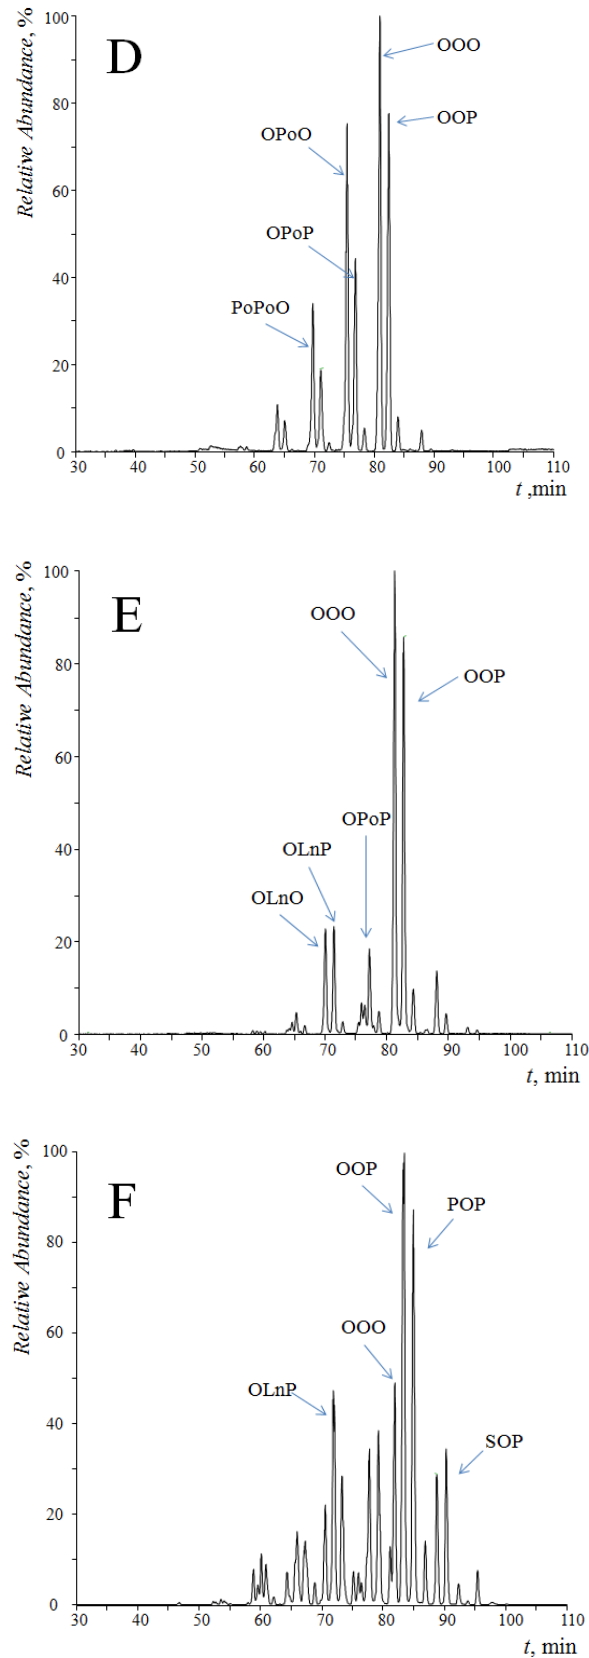 Relative Abundance, %
D
100
80
60
40
20
0
OOO
OOP
OPoO
OPoP
PoPoO
30 40 50 60 70 80 90 100 110
t ,min
Relative Abundance, %
E
100
80
60
40
20
0
OOO
OOP
OPoP
OLnP
OLnO
30 40 50 60 70 80 90 100 110
t, min
Relative Abundance, %
F
100
80
60
40
20
0
OOP
POP
OOO
OLnP
SOP
30 40 50 60 70 80 90 100 110
t, min